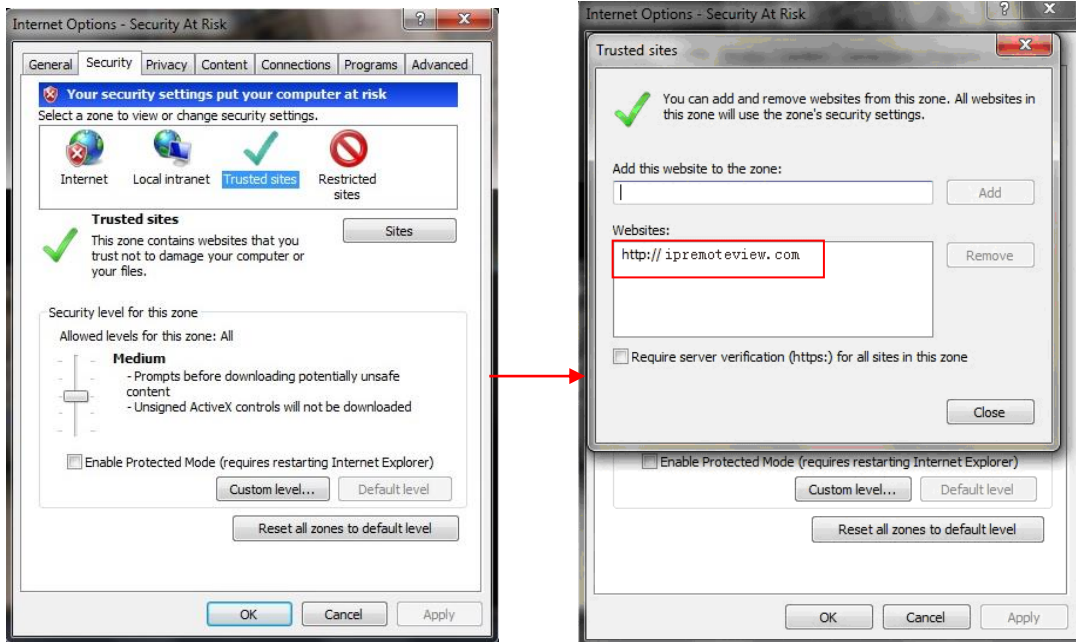 Internet Options - Security At Risk
General Security Privacy Content Connections Programs Advanced
Your security settings put your computer at risk
Select a zone to view or change security settings.
Internet
Local intranet
Trusted sites
Restricted
sites
Trusted sites
This zone contains websites that you
trust not to damage your computer or
your files.
Sites
Security level for this zone
Allowed levels for this zone: All
Medium
- Prompts before downloading potentially unsafe
content
- Unsigned ActiveX controls will not be downloaded
Enable Protected Mode (requires restarting Internet Explorer)
Custom level... Default level
Reset all zones to default level
OK Cancel Apply
Internet Options - Security At Risk
Trusted sites
You can add and remove websites from this zone. All websites in
this zone will use the zone's security settings.
Add this website to the zone:
Add
Websites:
http://ipremoteview.com
Remove
Require server verification (https:) for all sites in this zone
Close
Enable Protected Mode (requires restarting Internet Explorer)
Custom level... Default level
Reset all zones to default level
OK Cancel Apply